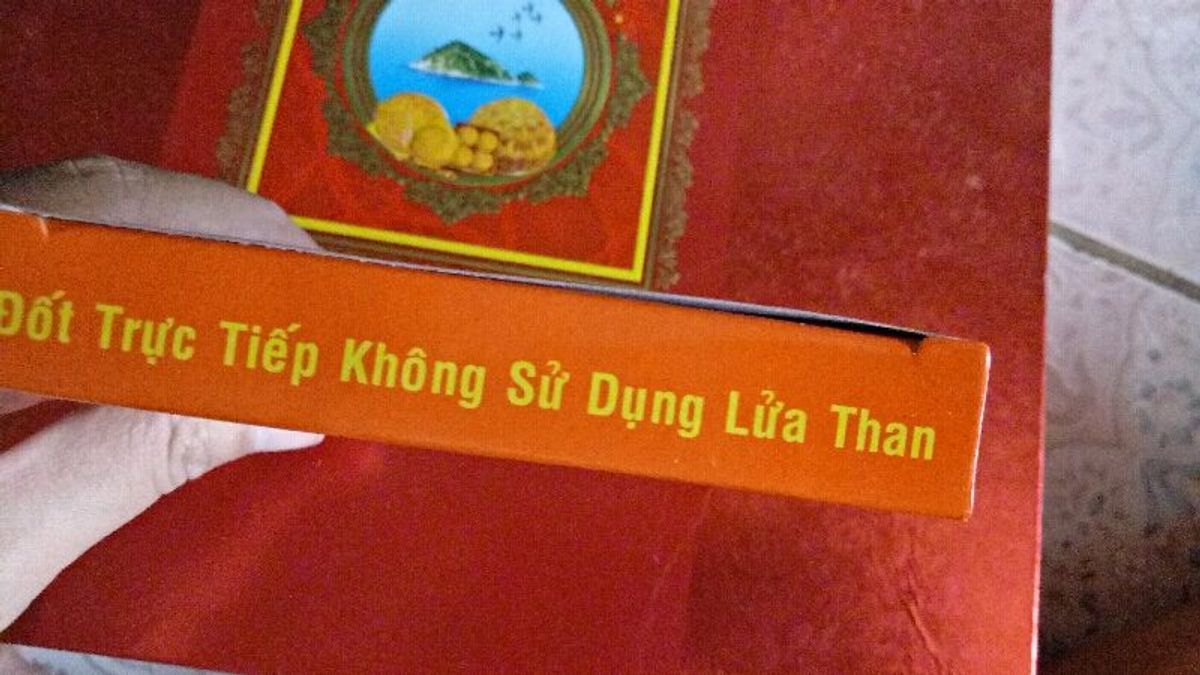 Đốt Trực Tiếp Không Sử Dụng Lửa Than